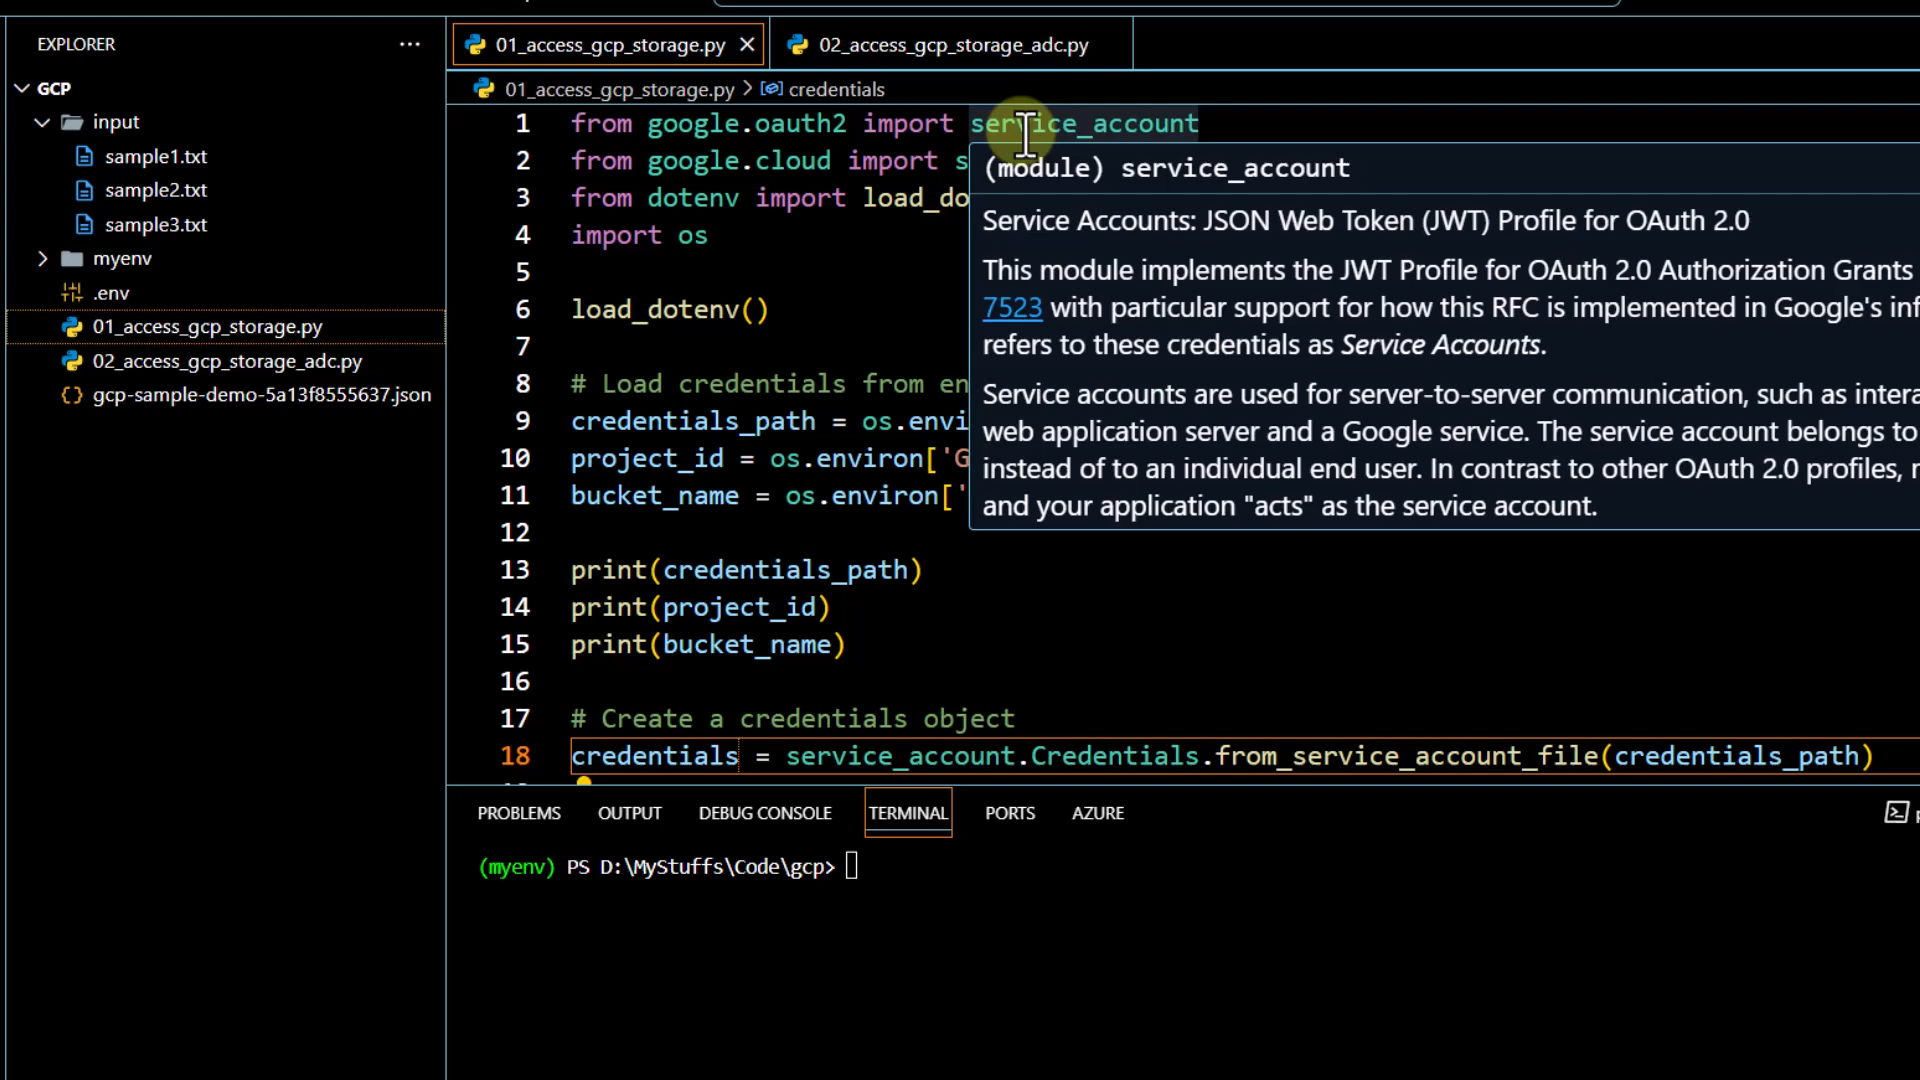 EXPLORER
GCP
input
sample1.txt
sample2.txt
sample3.txt
myenv
.env
01_access_gcp_storage.py
02_access_gcp_storage_adc.py
gcp-sample-demo-5a13f8555637.json
01_access_gcp_storage.py 02_access_gcp_storage_adc.py
01_access_gcp_storage.py > credentials
1 from google.oauth2 import service_account
2 from google.cloud import s
3 from dotenv import load_do
4 import os
5
6 load_dotenv()
7
8 # Load credentials from en
9 credentials_path = os.envi
10 project_id = os.environ['G
11 bucket_name = os.environ['
12
13 print(credentials_path)
14 print(project_id)
15 print(bucket_name)
16
17 # Create a credentials object
18 credentials = service_account.Credentials.from_service_account_file(credentials_path)
(module) service_account
Service Accounts: JSON Web Token (JWT) Profile for OAuth 2.0
This module implements the JWT Profile for OAuth 2.0 Authorization Grants
7523 with particular support for how this RFC is implemented in Google's inf
refers to these credentials as Service Accounts.
Service accounts are used for server-to-server communication, such as intera
web application server and a Google service. The service account belongs to
instead of to an individual end user. In contrast to other OAuth 2.0 profiles,
and your application "acts" as the service account.
PROBLEMS OUTPUT DEBUG CONSOLE TERMINAL PORTS AZURE
(myenv) PS D:\MyStuffs\Code\gcp>